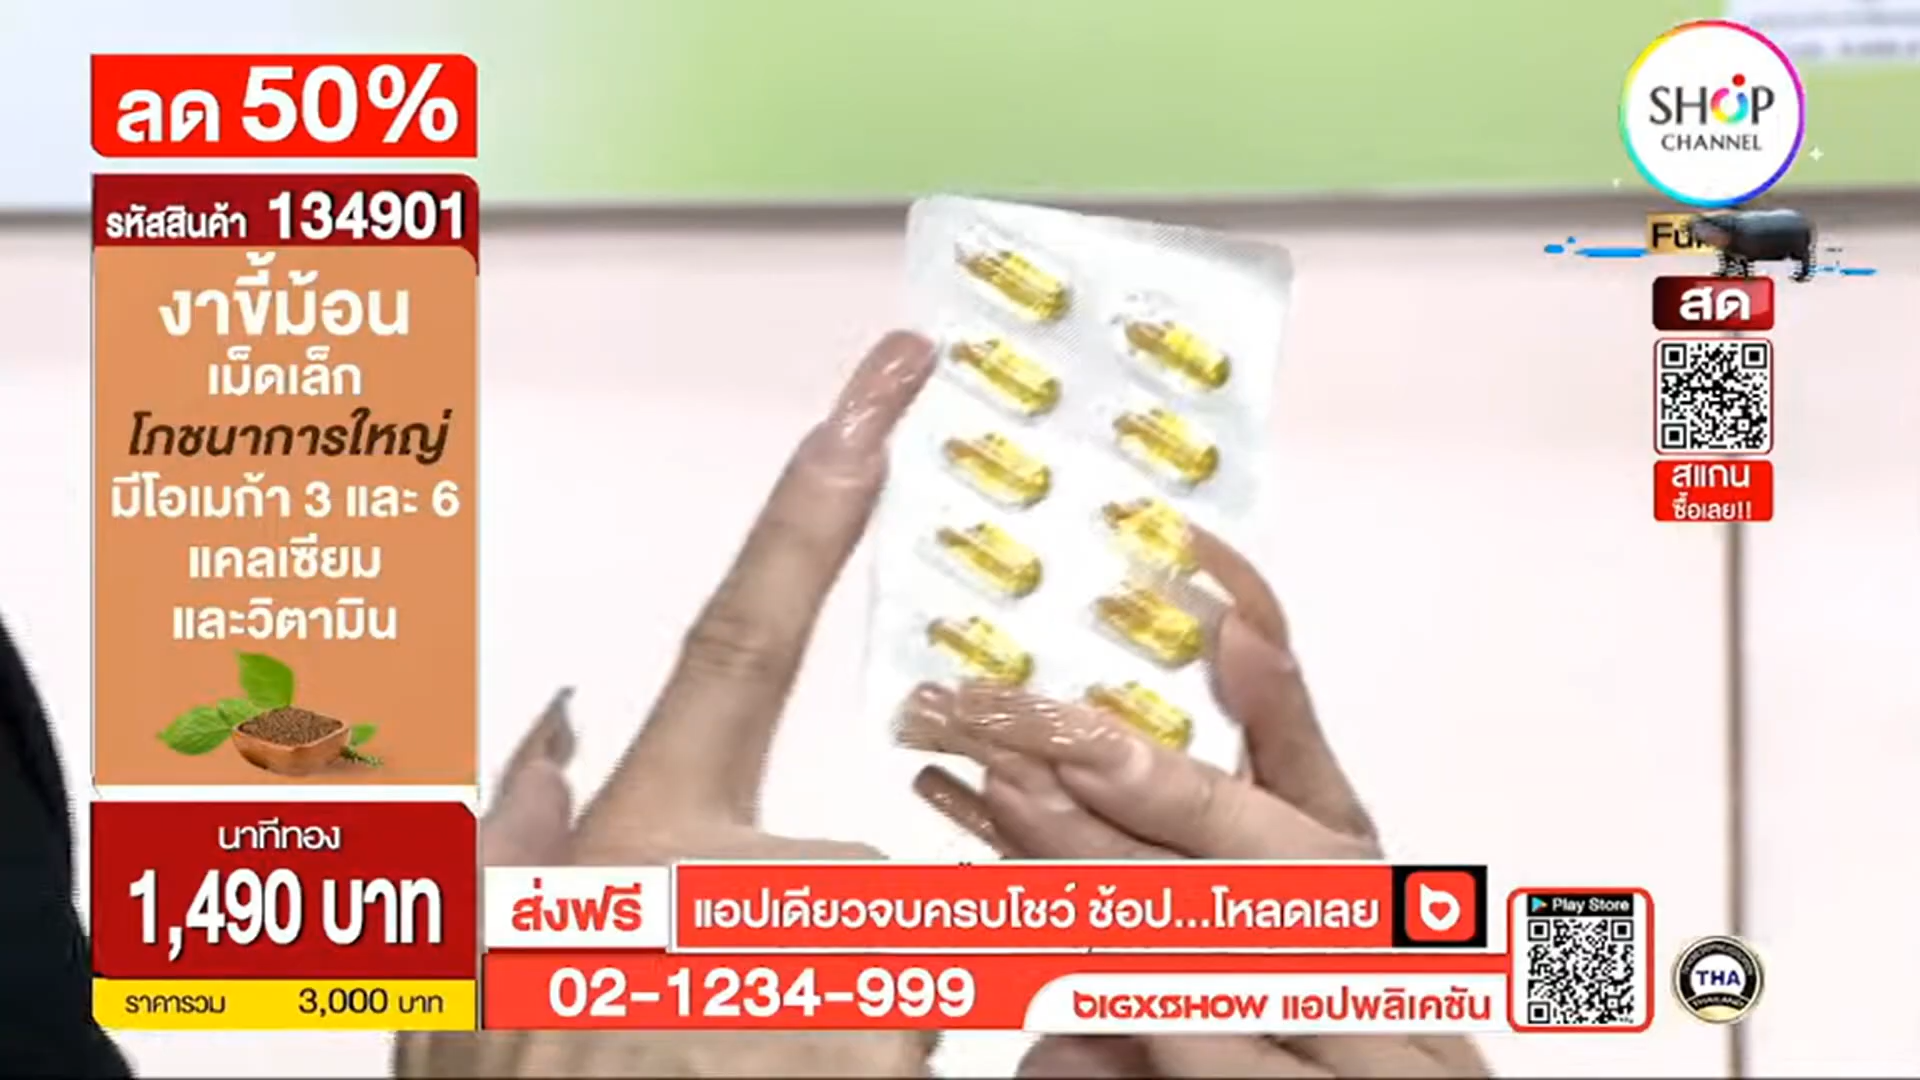 ลด 50%
รหัสสินค้า 134901
งาขี้ม้อน
เม็ดเล็ก
โภชนาการใหญ่
มีโอเมก้า 3 และ 6
แคลเซียม
และวิตามิน
นาทีทอง
1,490 บาท
ราคารวม 3,000 บาท
SHOP
CHANNEL
สด
สแกน
ซื้อเลย!!
ส่งฟรี
แอปเดียวจบครบโชว์ ช้อป...โหลดเลย
02-1234-999
BIGXSHOW แอปพลิเคชัน
Play Store
THA